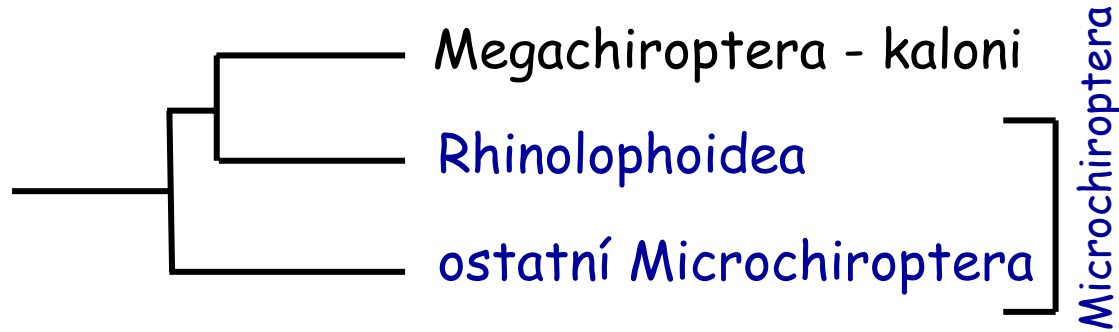 Megachiroptera - kaloni
Rhinolophoidea
ostatní Microchiroptera
Microchiroptera